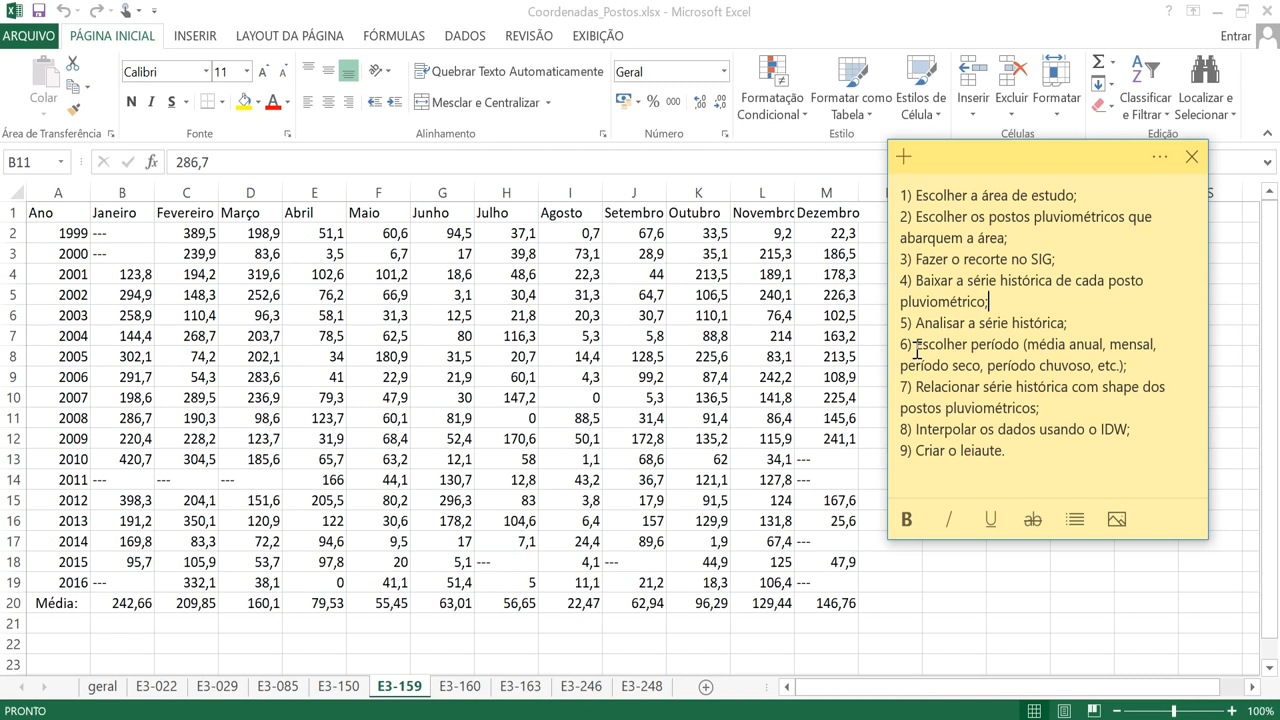 Coordenadas_Postos.xlsx - Microsoft Excel
ARQUIVO PÁGINA INICIAL INSERIR LAYOUT DA PÁGINA FÓRMULAS DADOS REVISÃO EXIBIÇÃO Entrar
Colar
Calibri 11
N I S
Quebrar Texto Automaticamente
Mesclar e Centralizar
Geral
% 000
Formatação Condicional
Formatar como Tabela
Estilos de Célula
Inserir Excluir Formatar
Classificar e Filtrar
Localizar e Selecionar
Área de Transferência Fonte Alinhamento Número Estilo Células Edição
B11 fx 286,7
A B C D E F G H I J K L M S
1 Ano Janeiro Fevereiro Março Abril Maio Junho Julho Agosto Setembro Outubro Novembro Dezembro
2 1999 --- 389,5 198,9 51,1 60,6 94,5 37,1 0,7 67,6 33,5 9,2 22,3
3 2000 --- 239,9 83,6 3,5 6,7 17 39,8 73,1 28,9 35,1 215,3 186,5
4 2001 123,8 194,2 319,6 102,6 101,2 18,6 48,6 22,3 44 213,5 189,1 178,3
5 2002 294,9 148,3 252,6 76,2 66,9 3,1 30,4 31,3 64,7 106,5 240,1 226,3
6 2003 258,9 110,4 96,3 58,1 31,3 12,5 21,8 20,3 30,7 110,1 76,4 102,5
7 2004 144,4 268,7 203,7 78,5 62,5 80 116,3 5,3 5,8 88,8 214 163,2
8 2005 302,1 74,2 202,1 34 180,9 31,5 20,7 14,4 128,5 225,6 83,1 213,5
9 2006 291,7 54,3 283,6 41 22,9 21,9 60,1 4,3 99,2 87,4 242,2 108,9
10 2007 198,6 289,5 236,9 79,3 47,9 30 147,2 0 5,3 136,5 141,8 225,4
11 2008 286,7 190,3 98,6 123,7 60,1 81,9 0 88,5 31,4 91,4 86,4 145,6
12 2009 220,4 228,2 123,7 31,9 68,4 52,4 170,6 50,1 172,8 135,2 115,9 241,1
13 2010 420,7 304,5 185,6 65,7 63,2 12,1 58 1,1 68,6 62 34,1 ---
14 2011 --- --- --- 166 44,1 130,7 12,8 43,2 36,7 121,1 127,8 ---
15 2012 398,3 204,1 151,6 205,5 80,2 296,3 83 3,8 17,9 91,5 124 167,6
16 2013 191,2 350,1 120,9 122 30,6 178,2 104,6 6,4 157 129,9 131,8 25,6
17 2014 169,8 83,3 72,2 94,6 9,5 17 7,1 24,4 89,6 1,9 67,4 ---
18 2015 95,7 105,9 53,7 97,8 20 5,1 --- 4,1 --- 44,9 125 47,9
19 2016 --- 332,1 38,1 0 41,1 51,4 5 11,1 21,2 18,3 106,4 ---
20 Média: 242,66 209,85 160,1 79,53 55,45 63,01 56,65 22,47 62,94 96,29 129,44 146,76
21
22
23
1) Escolher a área de estudo;
2) Escolher os postos pluviométricos que
abarquem a área;
3) Fazer o recorte no SIG;
4) Baixar a série histórica de cada posto
pluviométrico;
5) Analisar a série histórica;
6) Escolher período (média anual, mensal,
período seco, período chuvoso, etc.);
7) Relacionar série histórica com shape dos
postos pluviométricos;
8) Interpolar os dados usando o IDW;
9) Criar o leiaute.
B I U ab
geral E3-022 E3-029 E3-085 E3-150 E3-159 E3-160 E3-163 E3-246 E3-248
PRONTO 100%